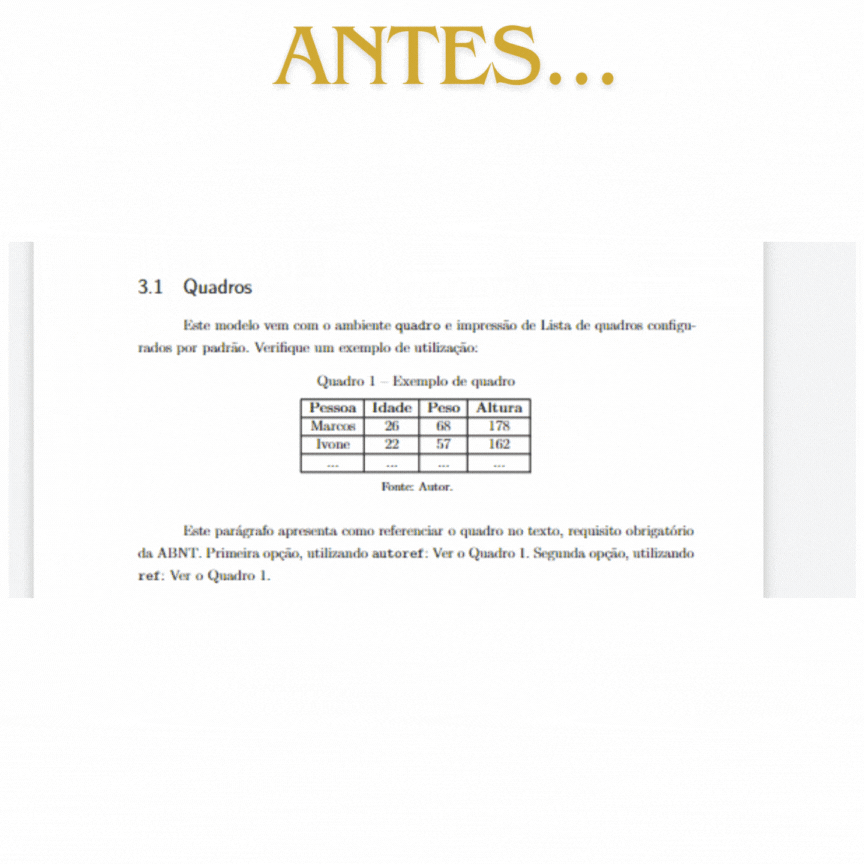 ANTES...
3.1 Quadros
Este modelo vem com o ambiente quadro e impressão de Lista de quadros configu-
rados por padrão. Verifique um exemplo de utilização:
Quadro 1 – Exemplo de quadro
Pessoa Idade Peso Altura
Marcos 26 68 178
Ivone 22 57 162
... ... ... ...
Fonte: Autor.
Este parágrafo apresenta como referenciar o quadro no texto, requisito obrigatório
da ABNT. Primeira opção, utilizando autoref: Ver o Quadro 1. Segunda opção, utilizando
ref: Ver o Quadro 1.